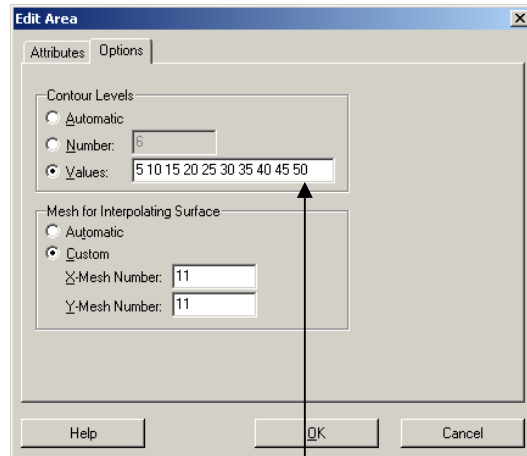 Edit Area
Attributes Options
Contour Levels
Automatic
Number: 6
Values: 5 10 15 20 25 30 35 40 45 50
Mesh for Interpolating Surface
Automatic
Custom
X-Mesh Number: 11
Y-Mesh Number: 11
Help OK Cancel